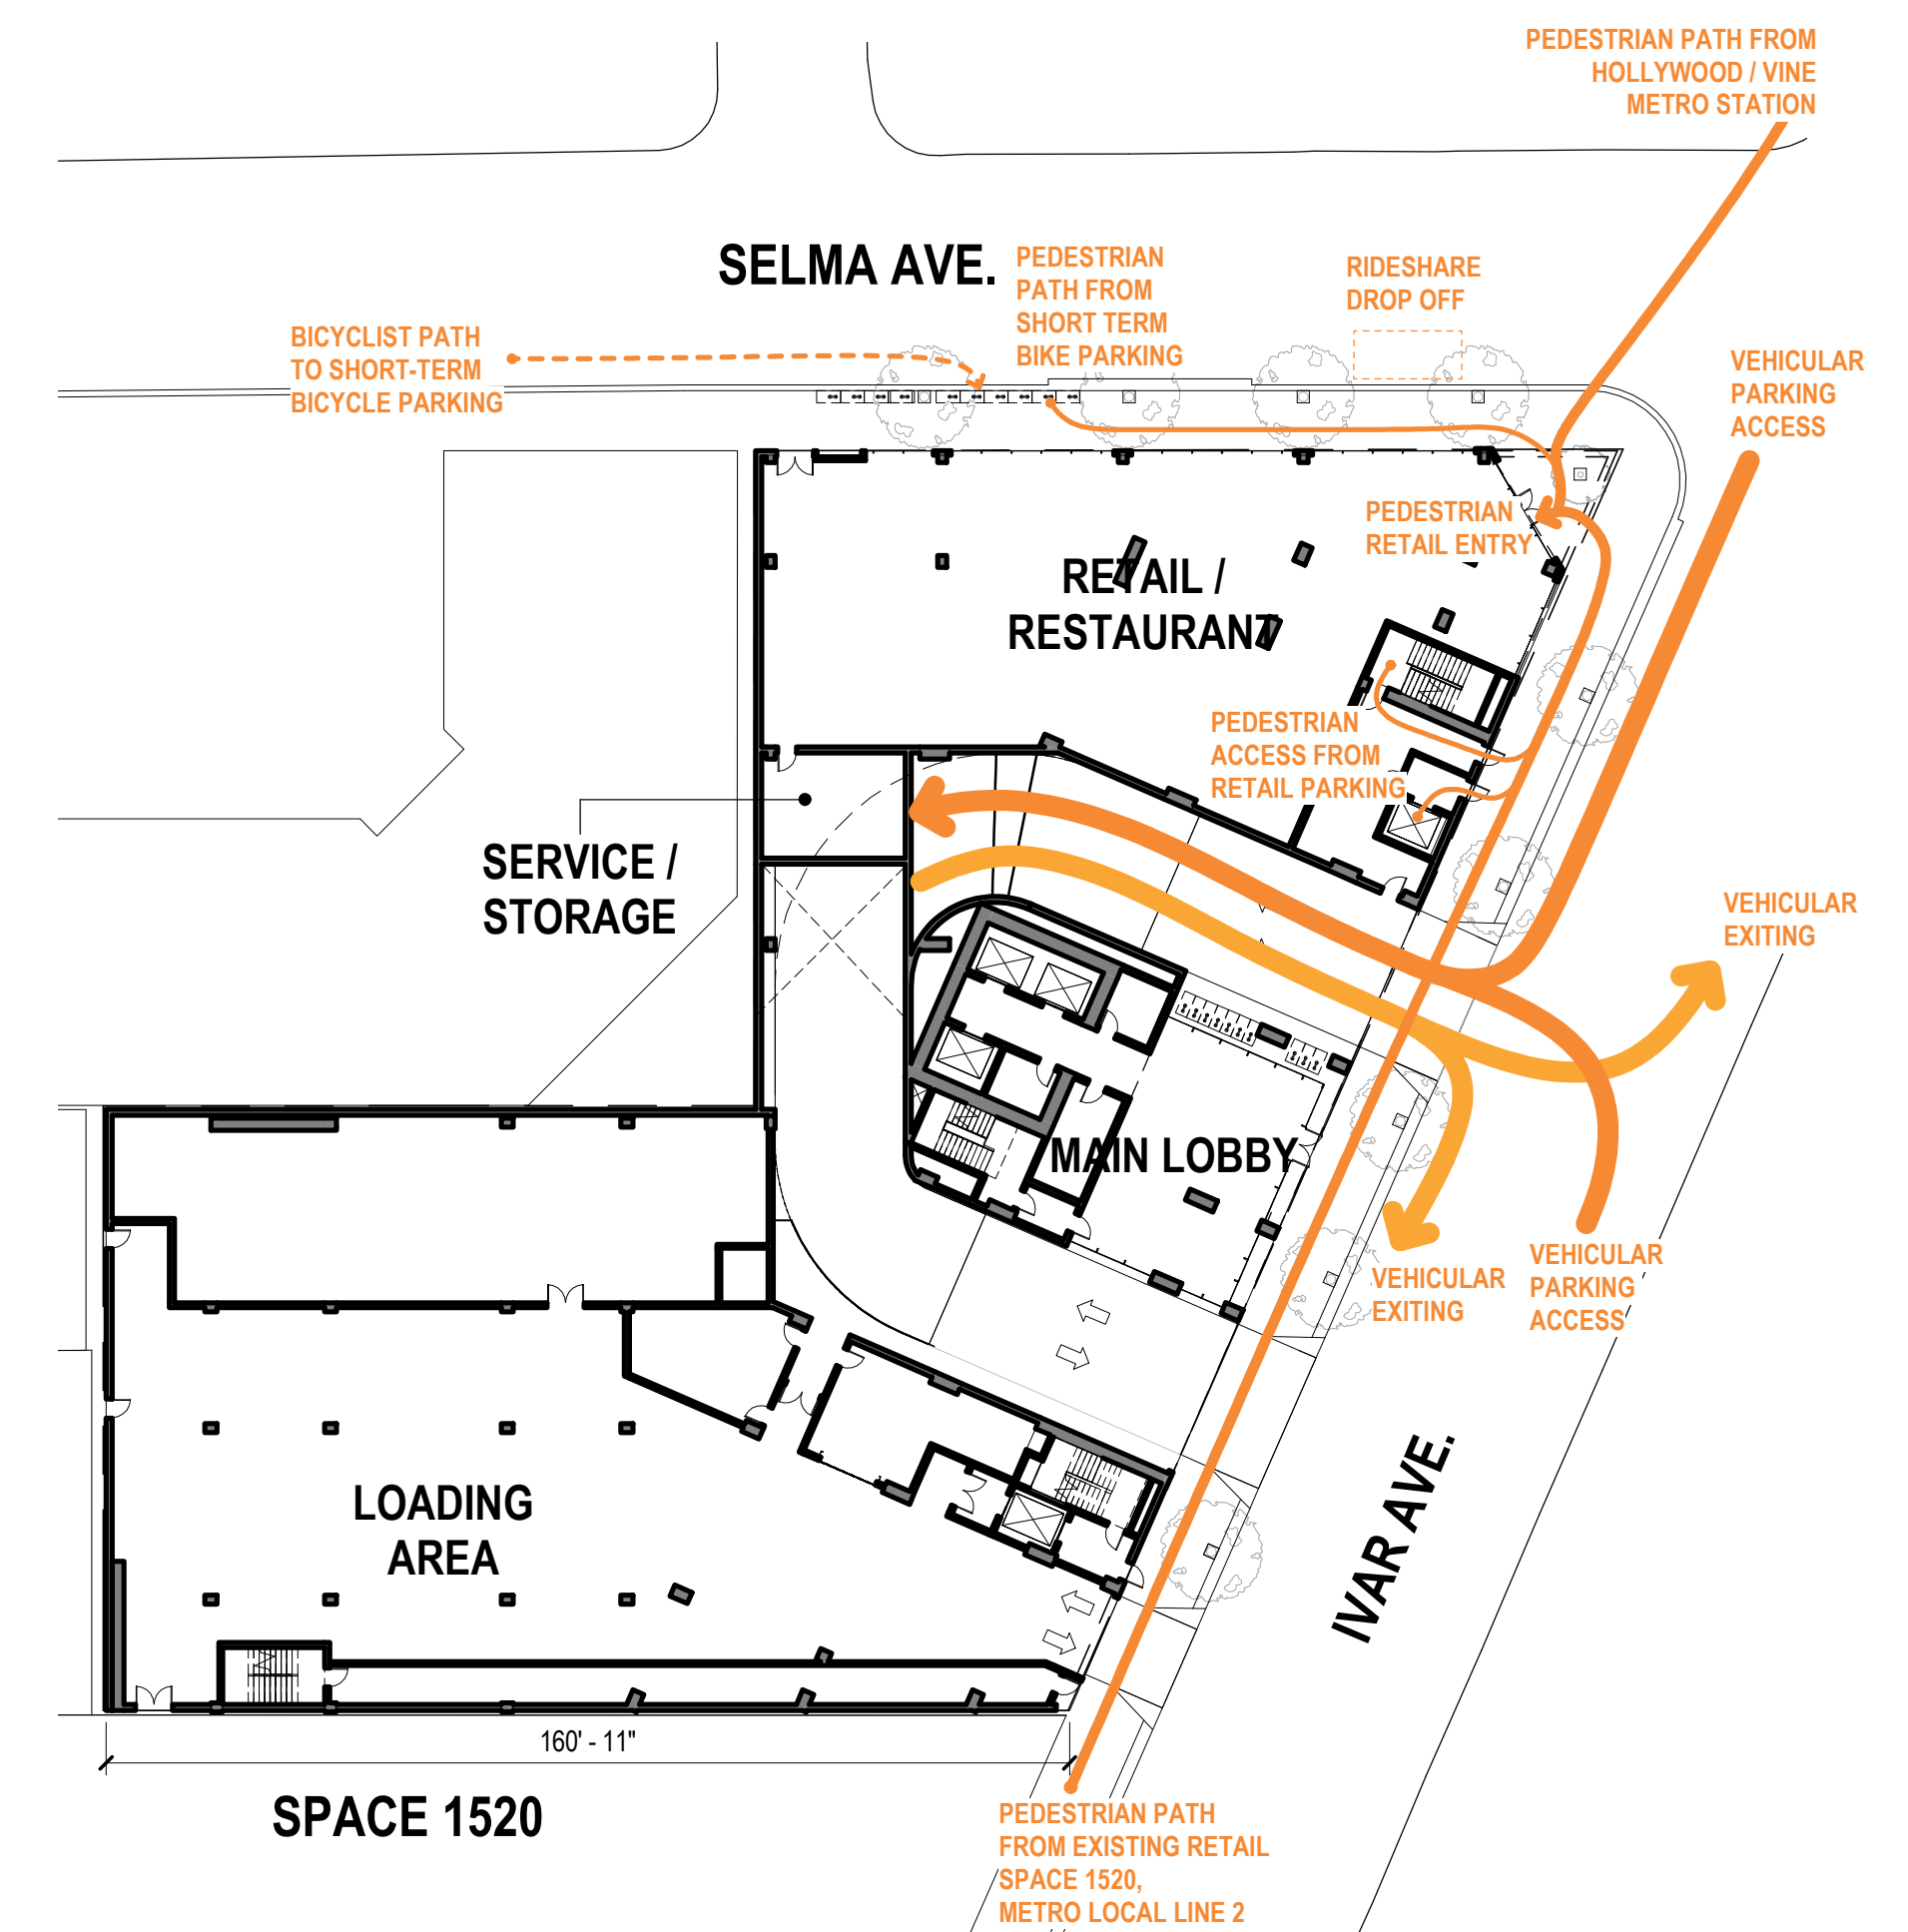 PEDESTRIAN PATH FROM
HOLLYWOOD / VINE
METRO STATION
SELMA AVE.
PEDESTRIAN
PATH FROM
SHORT TERM
BIKE PARKING
RIDESHARE
DROP OFF
BICYCLIST PATH
TO SHORT-TERM
BICYCLE PARKING
VEHICULAR
PARKING
ACCESS
PEDESTRIAN
RETAIL ENTRY
RETAIL /
RESTAURANT
PEDESTRIAN
ACCESS FROM
RETAIL PARKING
SERVICE /
STORAGE
VEHICULAR
EXITING
MAIN LOBBY
VEHICULAR
EXITING
VEHICULAR
PARKING
ACCESS
LOADING
AREA
IVAR AVE.
160' - 11"
SPACE 1520
PEDESTRIAN PATH
FROM EXISTING RETAIL
SPACE 1520,
METRO LOCAL LINE 2